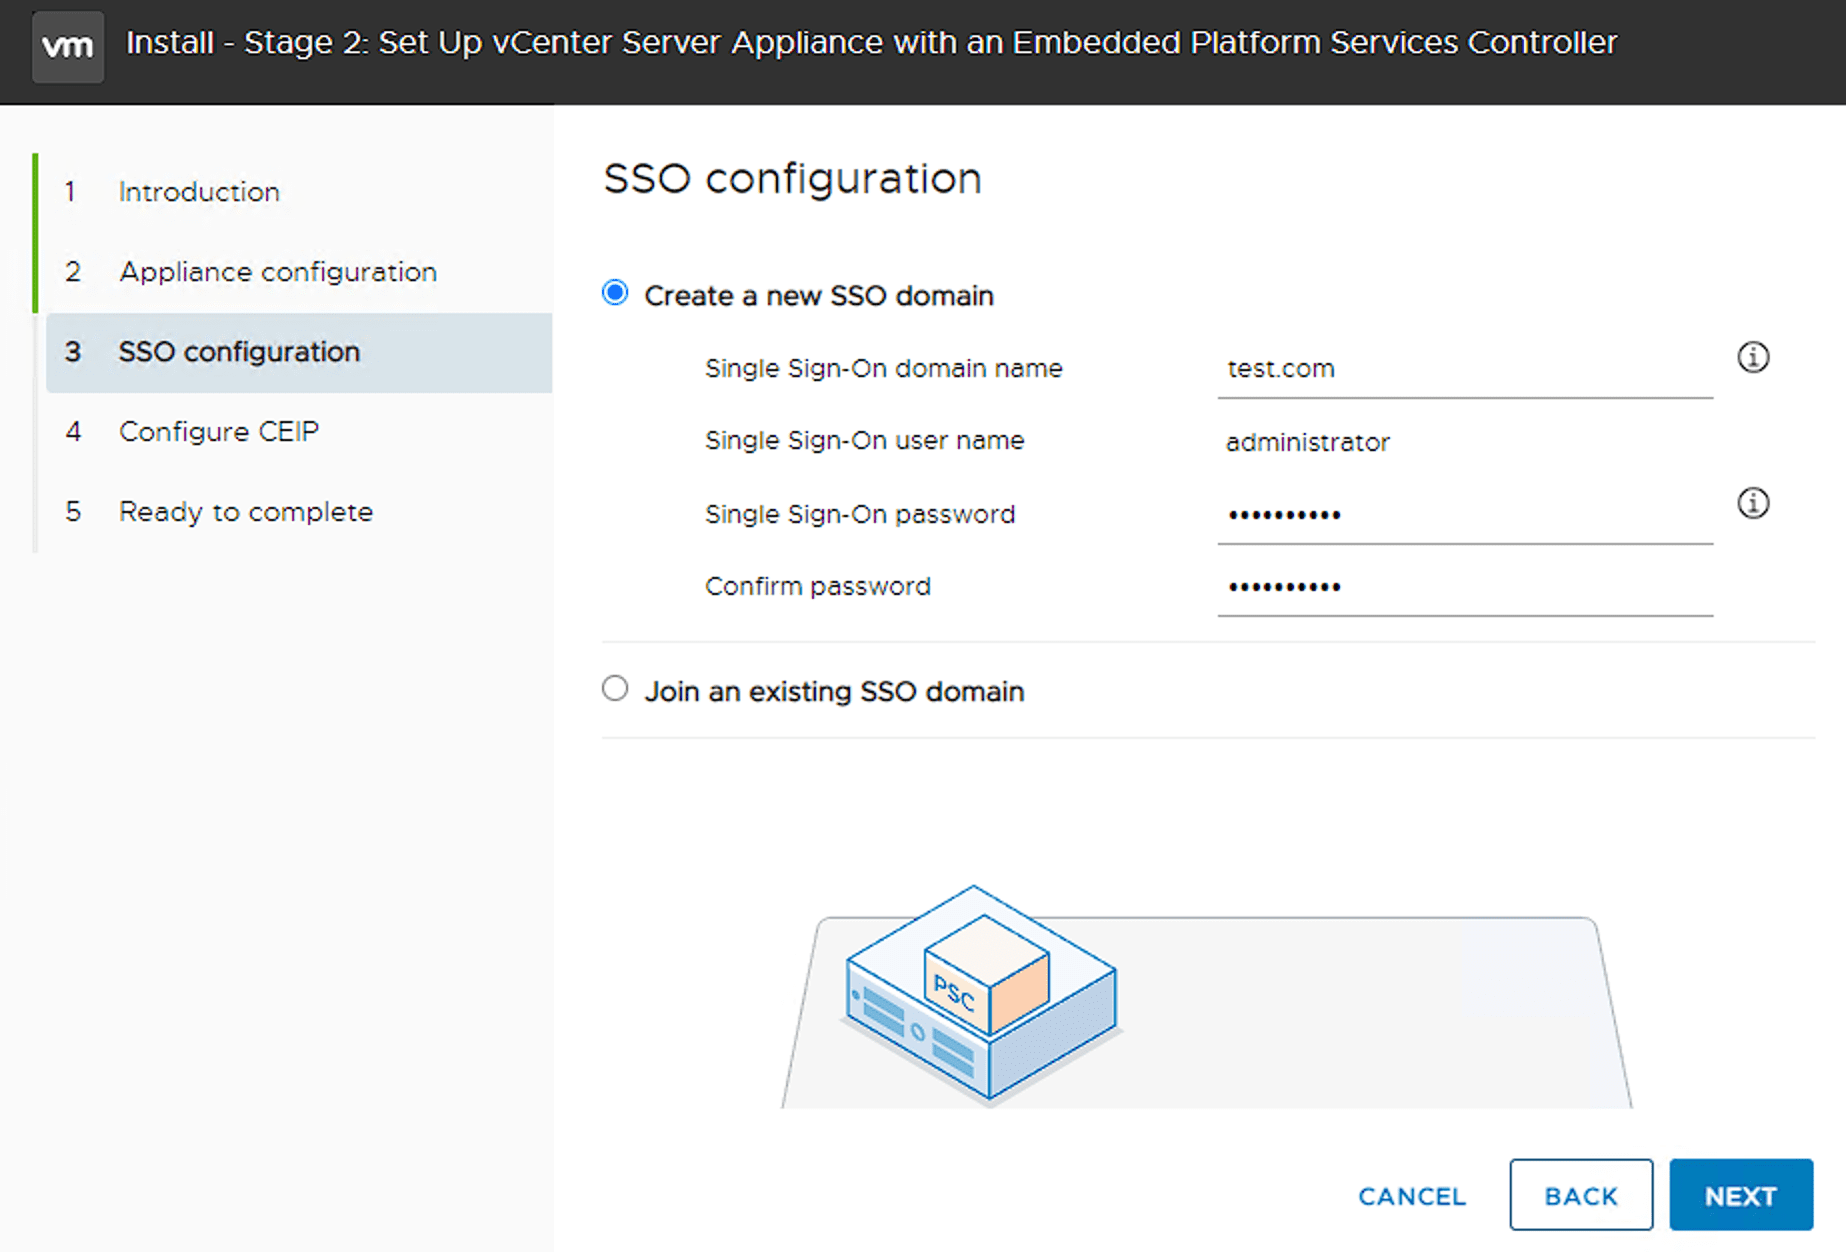 vm Install - Stage 2: Set Up vCenter Server Appliance with an Embedded Platform Services Controller
1 Introduction
2 Appliance configuration
3 SSO configuration
4 Configure CEIP
5 Ready to complete
SSO configuration
Create a new SSO domain
Single Sign-On domain name test.com
Single Sign-On user name administrator
Single Sign-On password ••••••••••
Confirm password ••••••••••
Join an existing SSO domain
PSC
CANCEL BACK NEXT